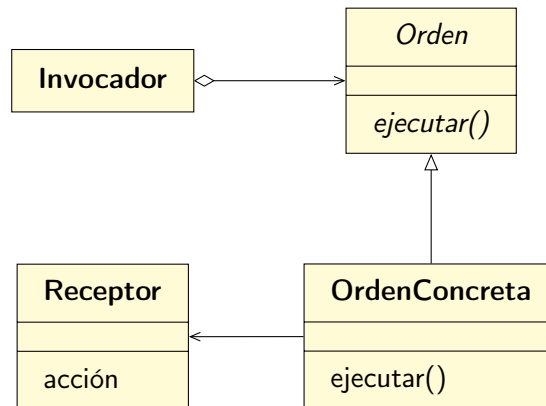 Orden
Invocador
ejecutar()
Receptor
OrdenConcreta
acción
ejecutar()